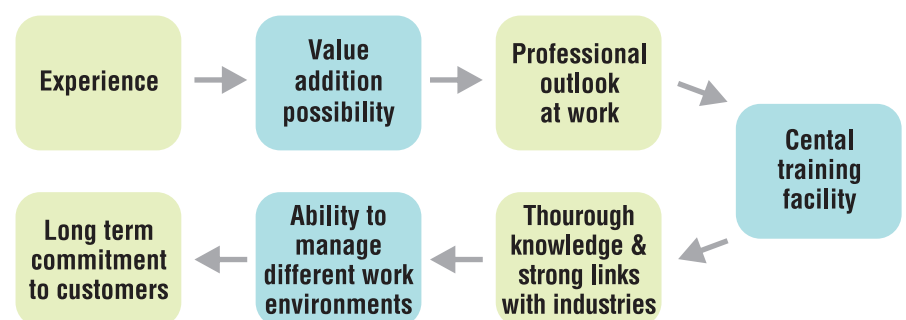 Experience
Value
addition
possibility
Professional
outlook
at work
Cental
training
facility
Thourough
knowledge &
strong links
with industries
Ability to
manage
different work
environments
Long term
commitment
to customers